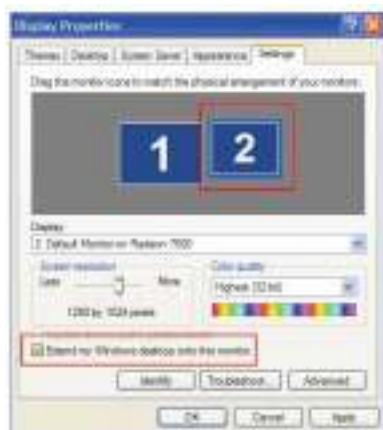 Display Properties
Themes Desktop Screen Saver Appearance Settings
Drag the monitor icons to match the physical arrangement of your monitors.
1 2
Display:
2. Default Monitor on Radeon 7500
Screen resolution
Less More
1280 by 1024 pixels
Color quality
Highest (32 bit)
Extend my Windows desktop onto this monitor.
Identify Troubleshoot... Advanced
OK Cancel Apply